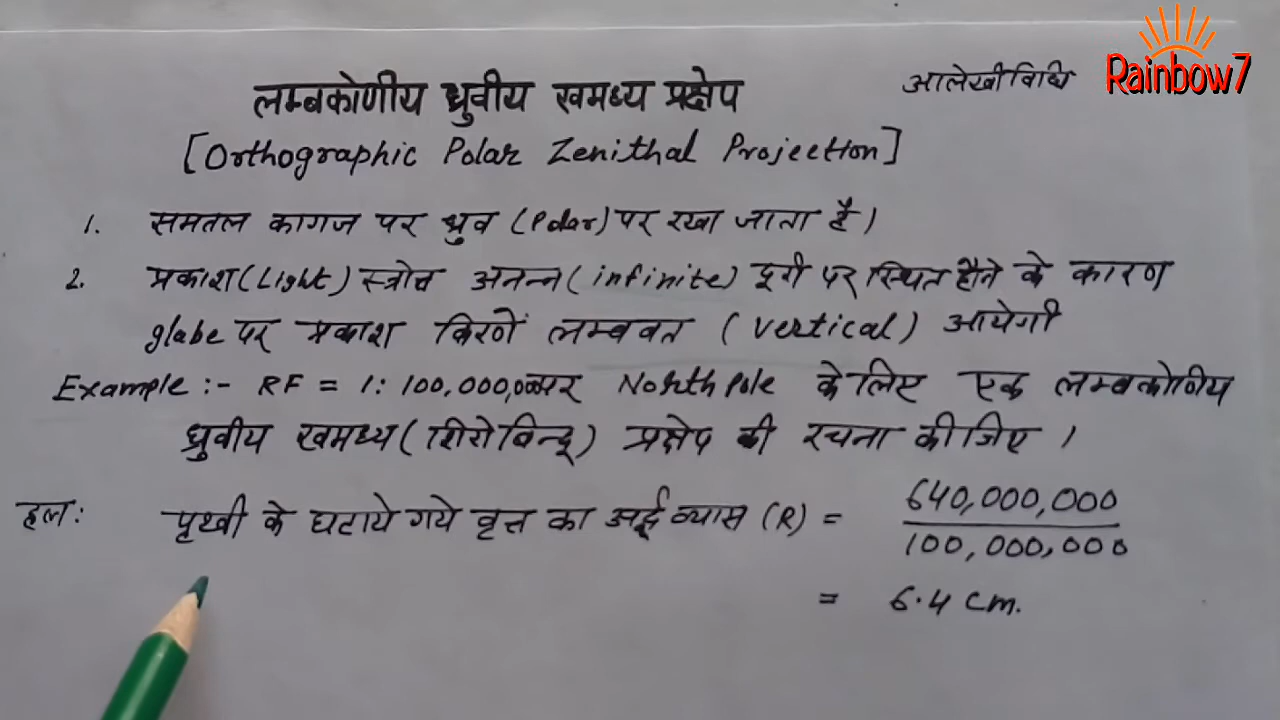 Rainbow7
आलेखी विधि
लम्बकोणीय ध्रुवीय खमध्य प्रक्षेप
[Orthographic Polar Zenithal Projection]
1. समतल कागज पर ध्रुव (Polar) पर रखा जाता है।
2. प्रकाश (Light) स्त्रोत अनन्न (infinite) दूरी पर स्थित होने के कारण
globe पर प्रकाश किरणें लम्बवत (vertical) आयेगी
Example :- RF = 1: 100,000,000 पर North Pole के लिए एक लम्बकोणिय
ध्रुवीय खमध्य (शिरोविन्दू) प्रक्षेप की रचना कीजिए ।
हल: पृथ्वी के घटाये गये वृत्त का अर्द्ध व्यास (R) = 640,000,000
100,000,000
= 6.4 cm.